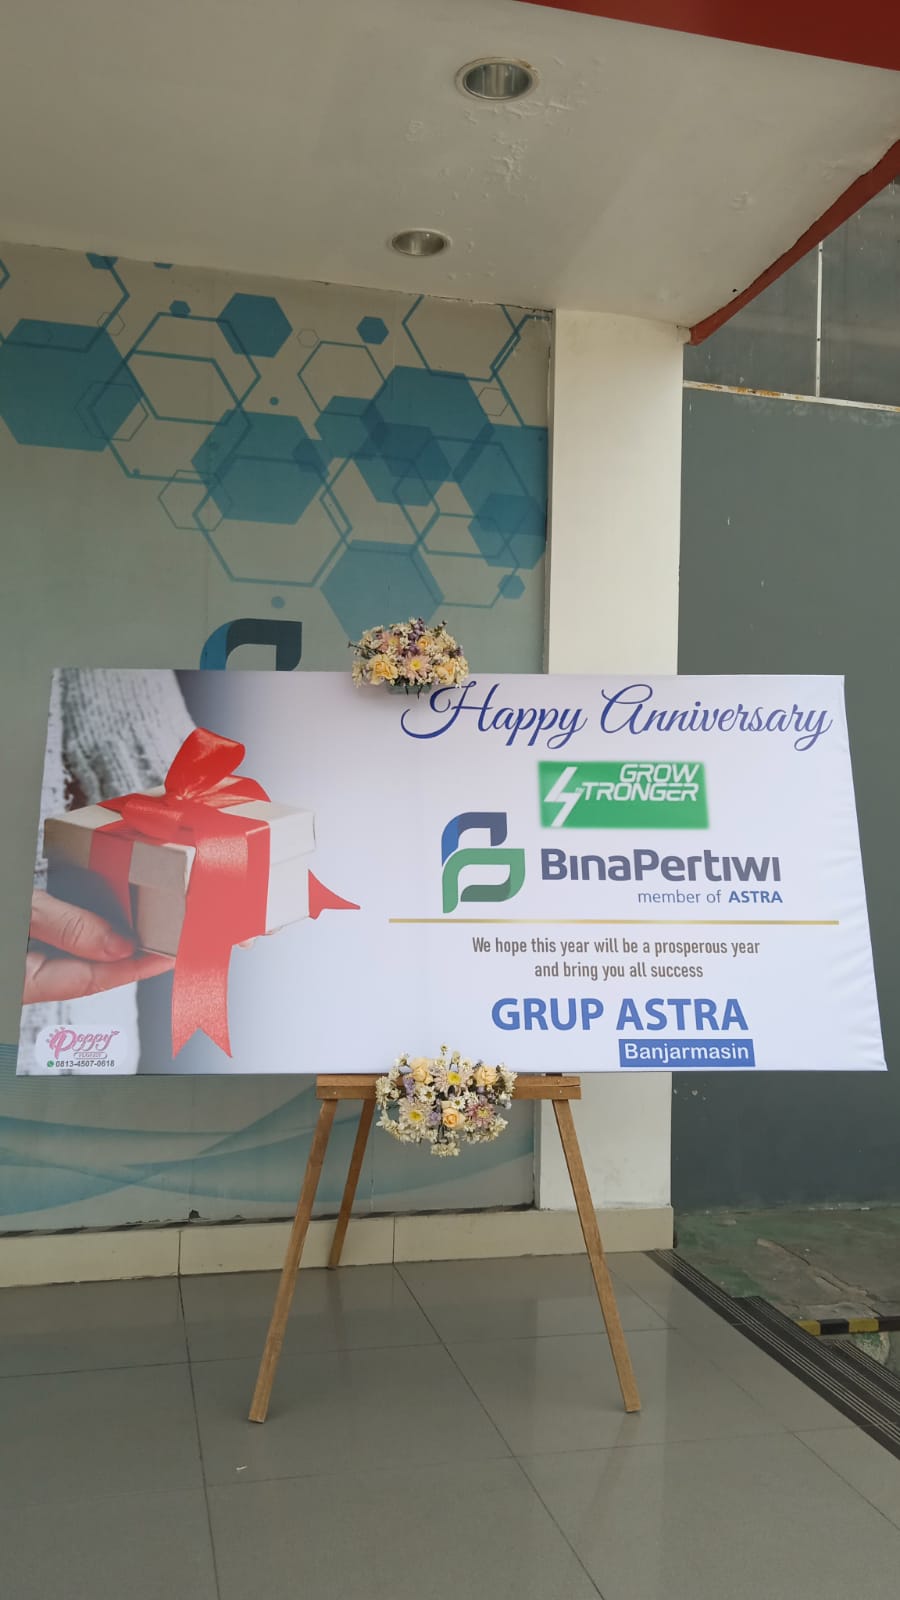 Happy Anniversary
GROW
STRONGER
BinaPertiwi
member of ASTRA
We hope this year will be a prosperous year
and bring you all success
GRUP ASTRA
Banjarmasin
Poppy
0813-4507-0618